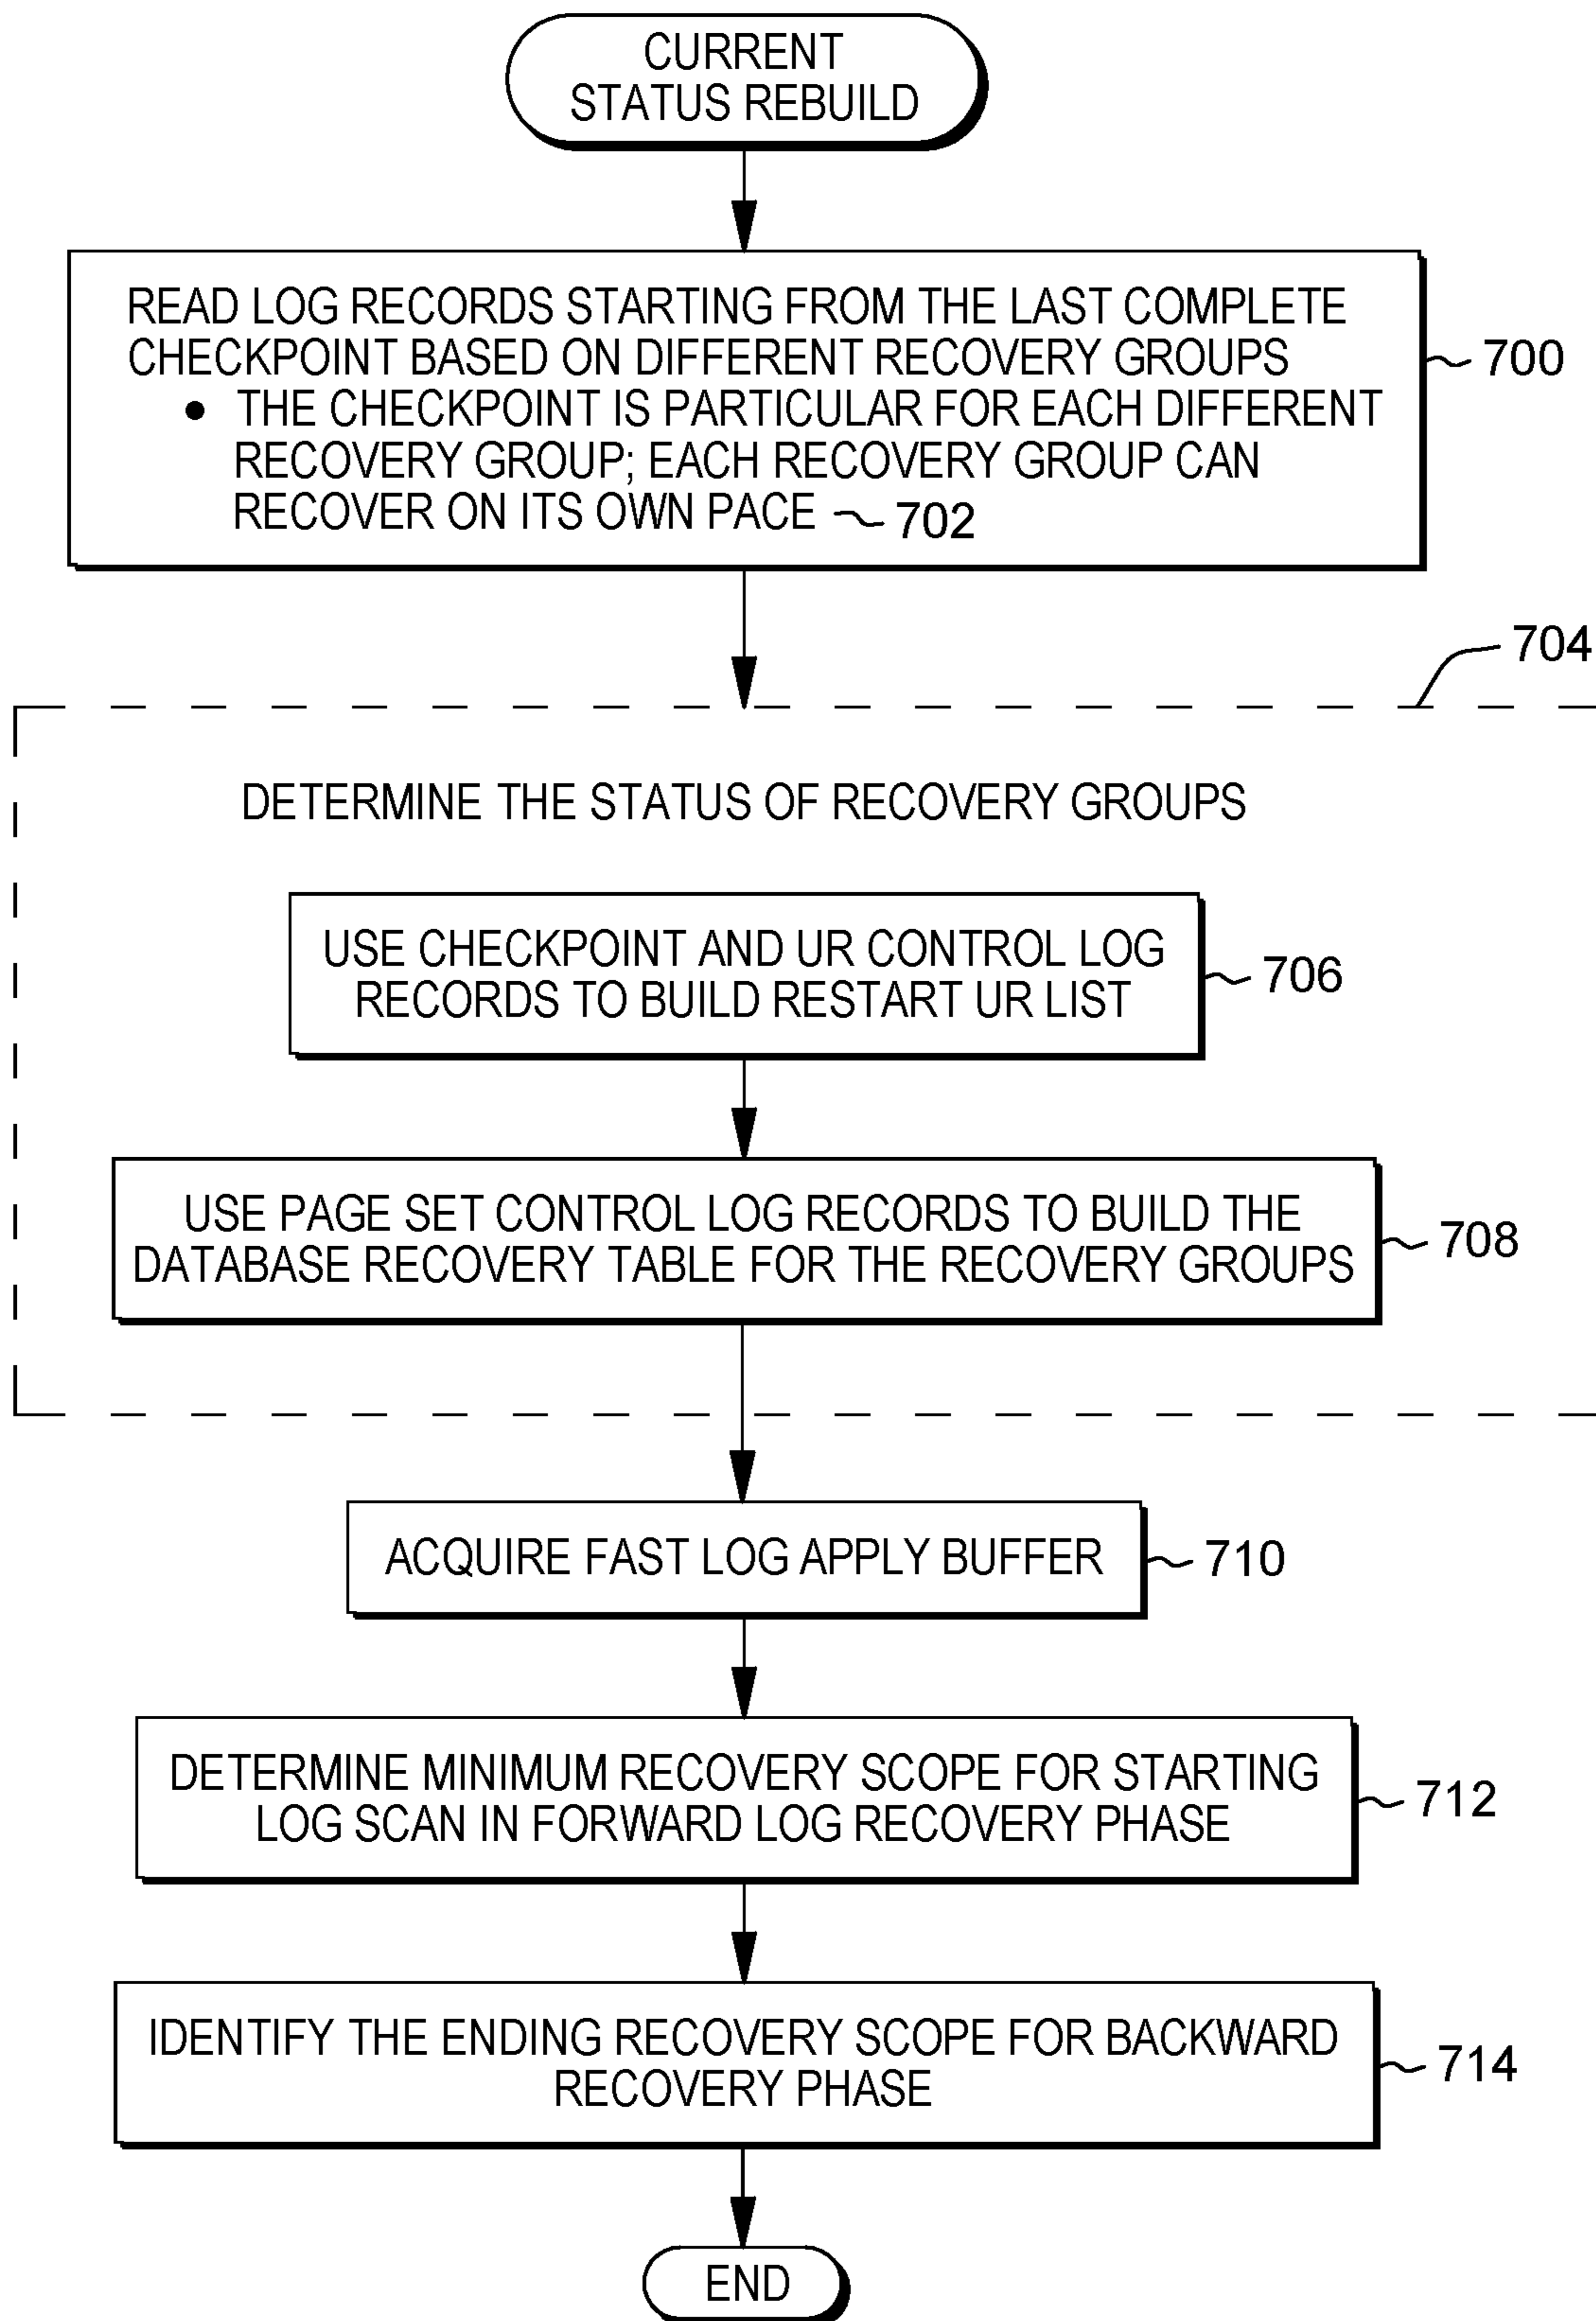 CURRENT
STATUS REBUILD
READ LOG RECORDS STARTING FROM THE LAST COMPLETE
CHECKPOINT BASED ON DIFFERENT RECOVERY GROUPS
• THE CHECKPOINT IS PARTICULAR FOR EACH DIFFERENT
RECOVERY GROUP; EACH RECOVERY GROUP CAN
RECOVER ON ITS OWN PACE 702
700
704
DETERMINE THE STATUS OF RECOVERY GROUPS
USE CHECKPOINT AND UR CONTROL LOG
RECORDS TO BUILD RESTART UR LIST
706
USE PAGE SET CONTROL LOG RECORDS TO BUILD THE
DATABASE RECOVERY TABLE FOR THE RECOVERY GROUPS
708
ACQUIRE FAST LOG APPLY BUFFER
710
DETERMINE MINIMUM RECOVERY SCOPE FOR STARTING
LOG SCAN IN FORWARD LOG RECOVERY PHASE
712
IDENTIFY THE ENDING RECOVERY SCOPE FOR BACKWARD
RECOVERY PHASE
714
END